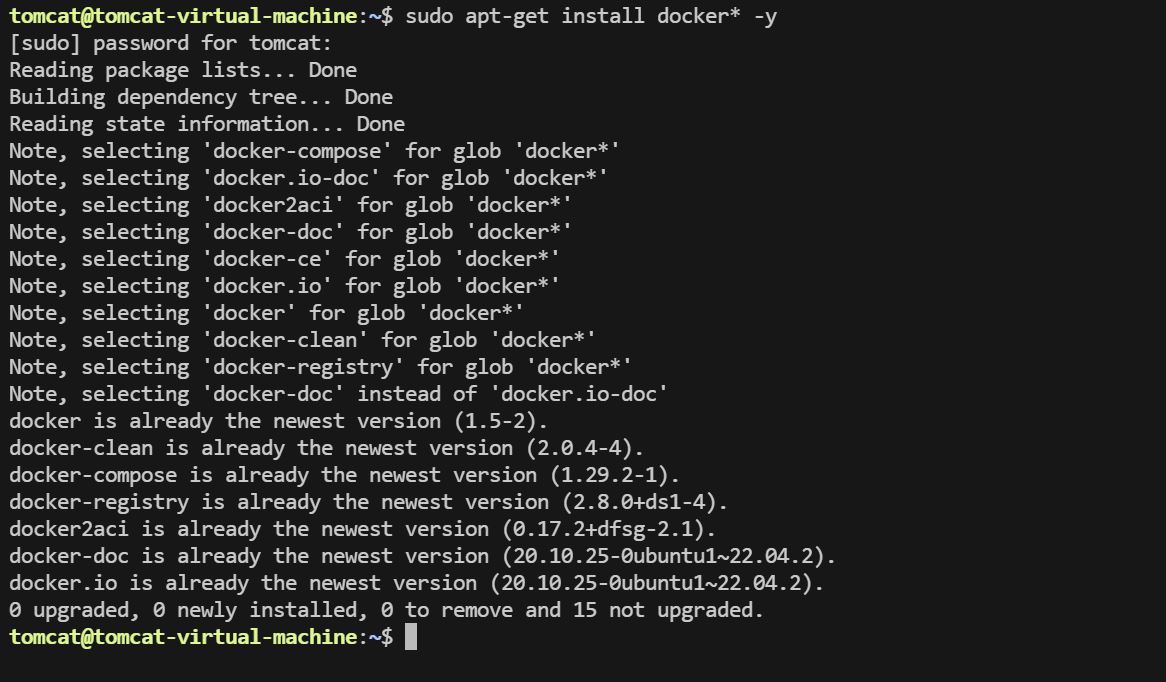 tomcat@tomcat-virtual-machine:~$ sudo apt-get install docker* -y
[sudo] password for tomcat:
Reading package lists... Done
Building dependency tree... Done
Reading state information... Done
Note, selecting 'docker-compose' for glob 'docker*'
Note, selecting 'docker.io-doc' for glob 'docker*'
Note, selecting 'docker2aci' for glob 'docker*'
Note, selecting 'docker-doc' for glob 'docker*'
Note, selecting 'docker-ce' for glob 'docker*'
Note, selecting 'docker.io' for glob 'docker*'
Note, selecting 'docker' for glob 'docker*'
Note, selecting 'docker-clean' for glob 'docker*'
Note, selecting 'docker-registry' for glob 'docker*'
Note, selecting 'docker-doc' instead of 'docker.io-doc'
docker is already the newest version (1.5-2).
docker-clean is already the newest version (2.0.4-4).
docker-compose is already the newest version (1.29.2-1).
docker-registry is already the newest version (2.8.0+ds1-4).
docker2aci is already the newest version (0.17.2+dfsg-2.1).
docker-doc is already the newest version (20.10.25-0ubuntu1~22.04.2).
docker.io is already the newest version (20.10.25-0ubuntu1~22.04.2).
0 upgraded, 0 newly installed, 0 to remove and 15 not upgraded.
tomcat@tomcat-virtual-machine:~$